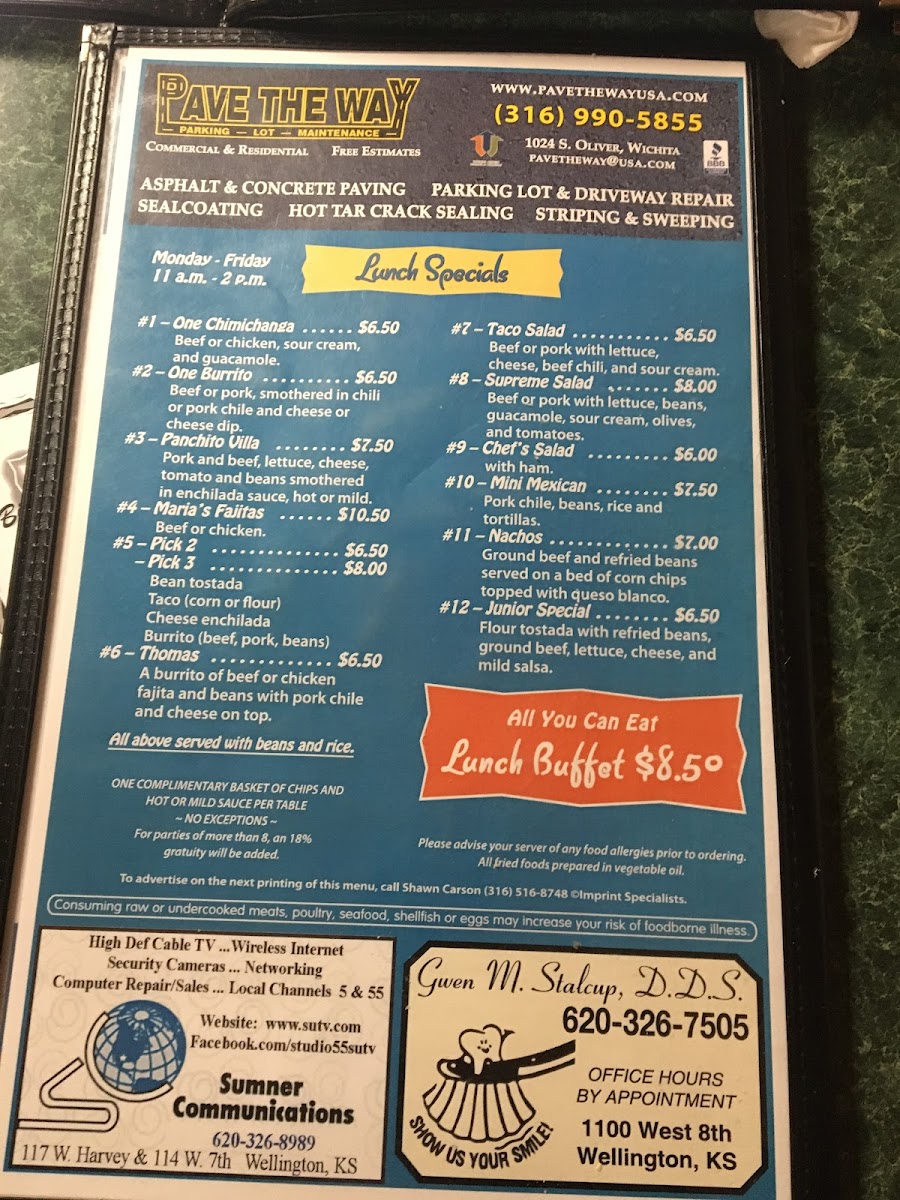 PAVE THE WAY
PARKING — LOT — MAINTENANCE
COMMERCIAL & RESIDENTIAL FREE ESTIMATES
WWW.PAVETHEWAYUSA.COM
(316) 990-5855
1024 S. OLIVER, WICHITA
PAVETHEWAY@USA.COM
BBB
ASPHALT & CONCRETE PAVING PARKING LOT & DRIVEWAY REPAIR
SEALCOATING HOT TAR CRACK SEALING STRIPING & SWEEPING
Monday - Friday
11 a.m. - 2 p.m.
Lunch Specials
#1 – One Chimichanga ...... $6.50
Beef or chicken, sour cream,
and guacamole.
#2 – One Burrito .......... $6.50
Beef or pork, smothered in chili
or pork chile and cheese or
cheese dip.
#3 – Panchito Villa ........ $7.50
Pork and beef, lettuce, cheese,
tomato and beans smothered
in enchilada sauce, hot or mild.
#4 – Maria's Fajitas ...... $10.50
Beef or chicken.
#5 – Pick 2 .............. $6.50
– Pick 3 .............. $8.00
Bean tostada
Taco (corn or flour)
Cheese enchilada
Burrito (beef, pork, beans)
#6 – Thomas ............. $6.50
A burrito of beef or chicken
fajita and beans with pork chile
and cheese on top.
All above served with beans and rice.
ONE COMPLIMENTARY BASKET OF CHIPS AND
HOT OR MILD SAUCE PER TABLE
~ NO EXCEPTIONS ~
For parties of more than 8, an 18%
gratuity will be added.
#7 – Taco Salad ........... $6.50
Beef or pork with lettuce,
cheese, beef chili, and sour cream.
#8 – Supreme Salad ....... $8.00
Beef or pork with lettuce, beans,
guacamole, sour cream, olives,
and tomatoes.
#9 – Chef's Salad ......... $6.00
with ham.
#10 – Mini Mexican ........ $7.50
Pork chile, beans, rice and
tortillas.
#11 – Nachos ............. $7.00
Ground beef and refried beans
served on a bed of corn chips
topped with queso blanco.
#12 – Junior Special ........ $6.50
Flour tostada with refried beans,
ground beef, lettuce, cheese, and
mild salsa.
All You Can Eat
Lunch Buffet $8.50
Please advise your server of any food allergies prior to ordering.
All fried foods prepared in vegetable oil.
To advertise on the next printing of this menu, call Shawn Carson (316) 516-8748 ©Imprint Specialists.
Consuming raw or undercooked meats, poultry, seafood, shellfish or eggs may increase your risk of foodborne illness.
High Def Cable TV ... Wireless Internet
Security Cameras ... Networking
Computer Repair/Sales ... Local Channels 5 & 55
Website: www.sutv.com
Facebook.com/studio55sutv
Sumner
Communications
620-326-8989
117 W. Harvey & 114 W. 7th Wellington, KS
Gwen M. Stalcup, D.D.S.
620-326-7505
OFFICE HOURS
BY APPOINTMENT
SHOW US YOUR SMILE!
1100 West 8th
Wellington, KS